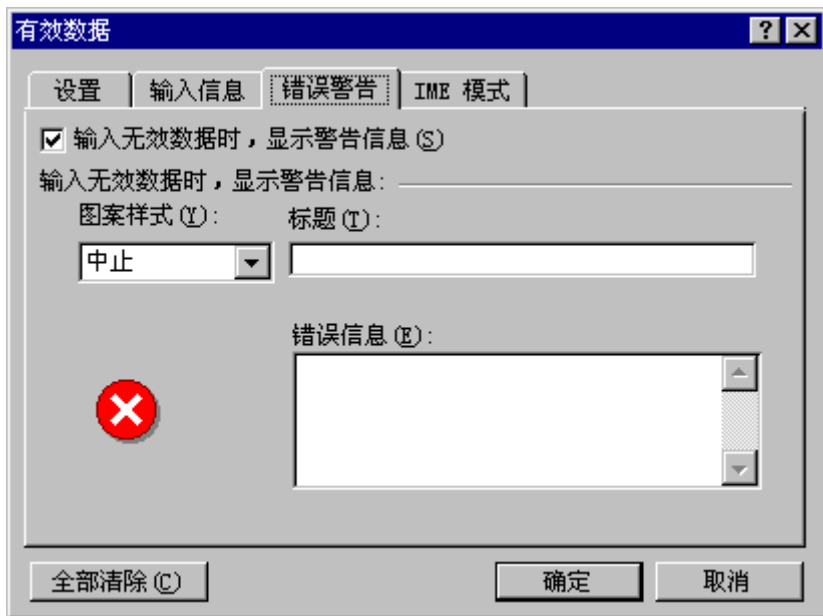 有效数据
设置 输入信息 错误警告 IME 模式
输入无效数据时，显示警告信息(S)
输入无效数据时，显示警告信息:
图案样式(Y): 标题(T):
中止
错误信息(E):
全部清除(C) 确定 取消